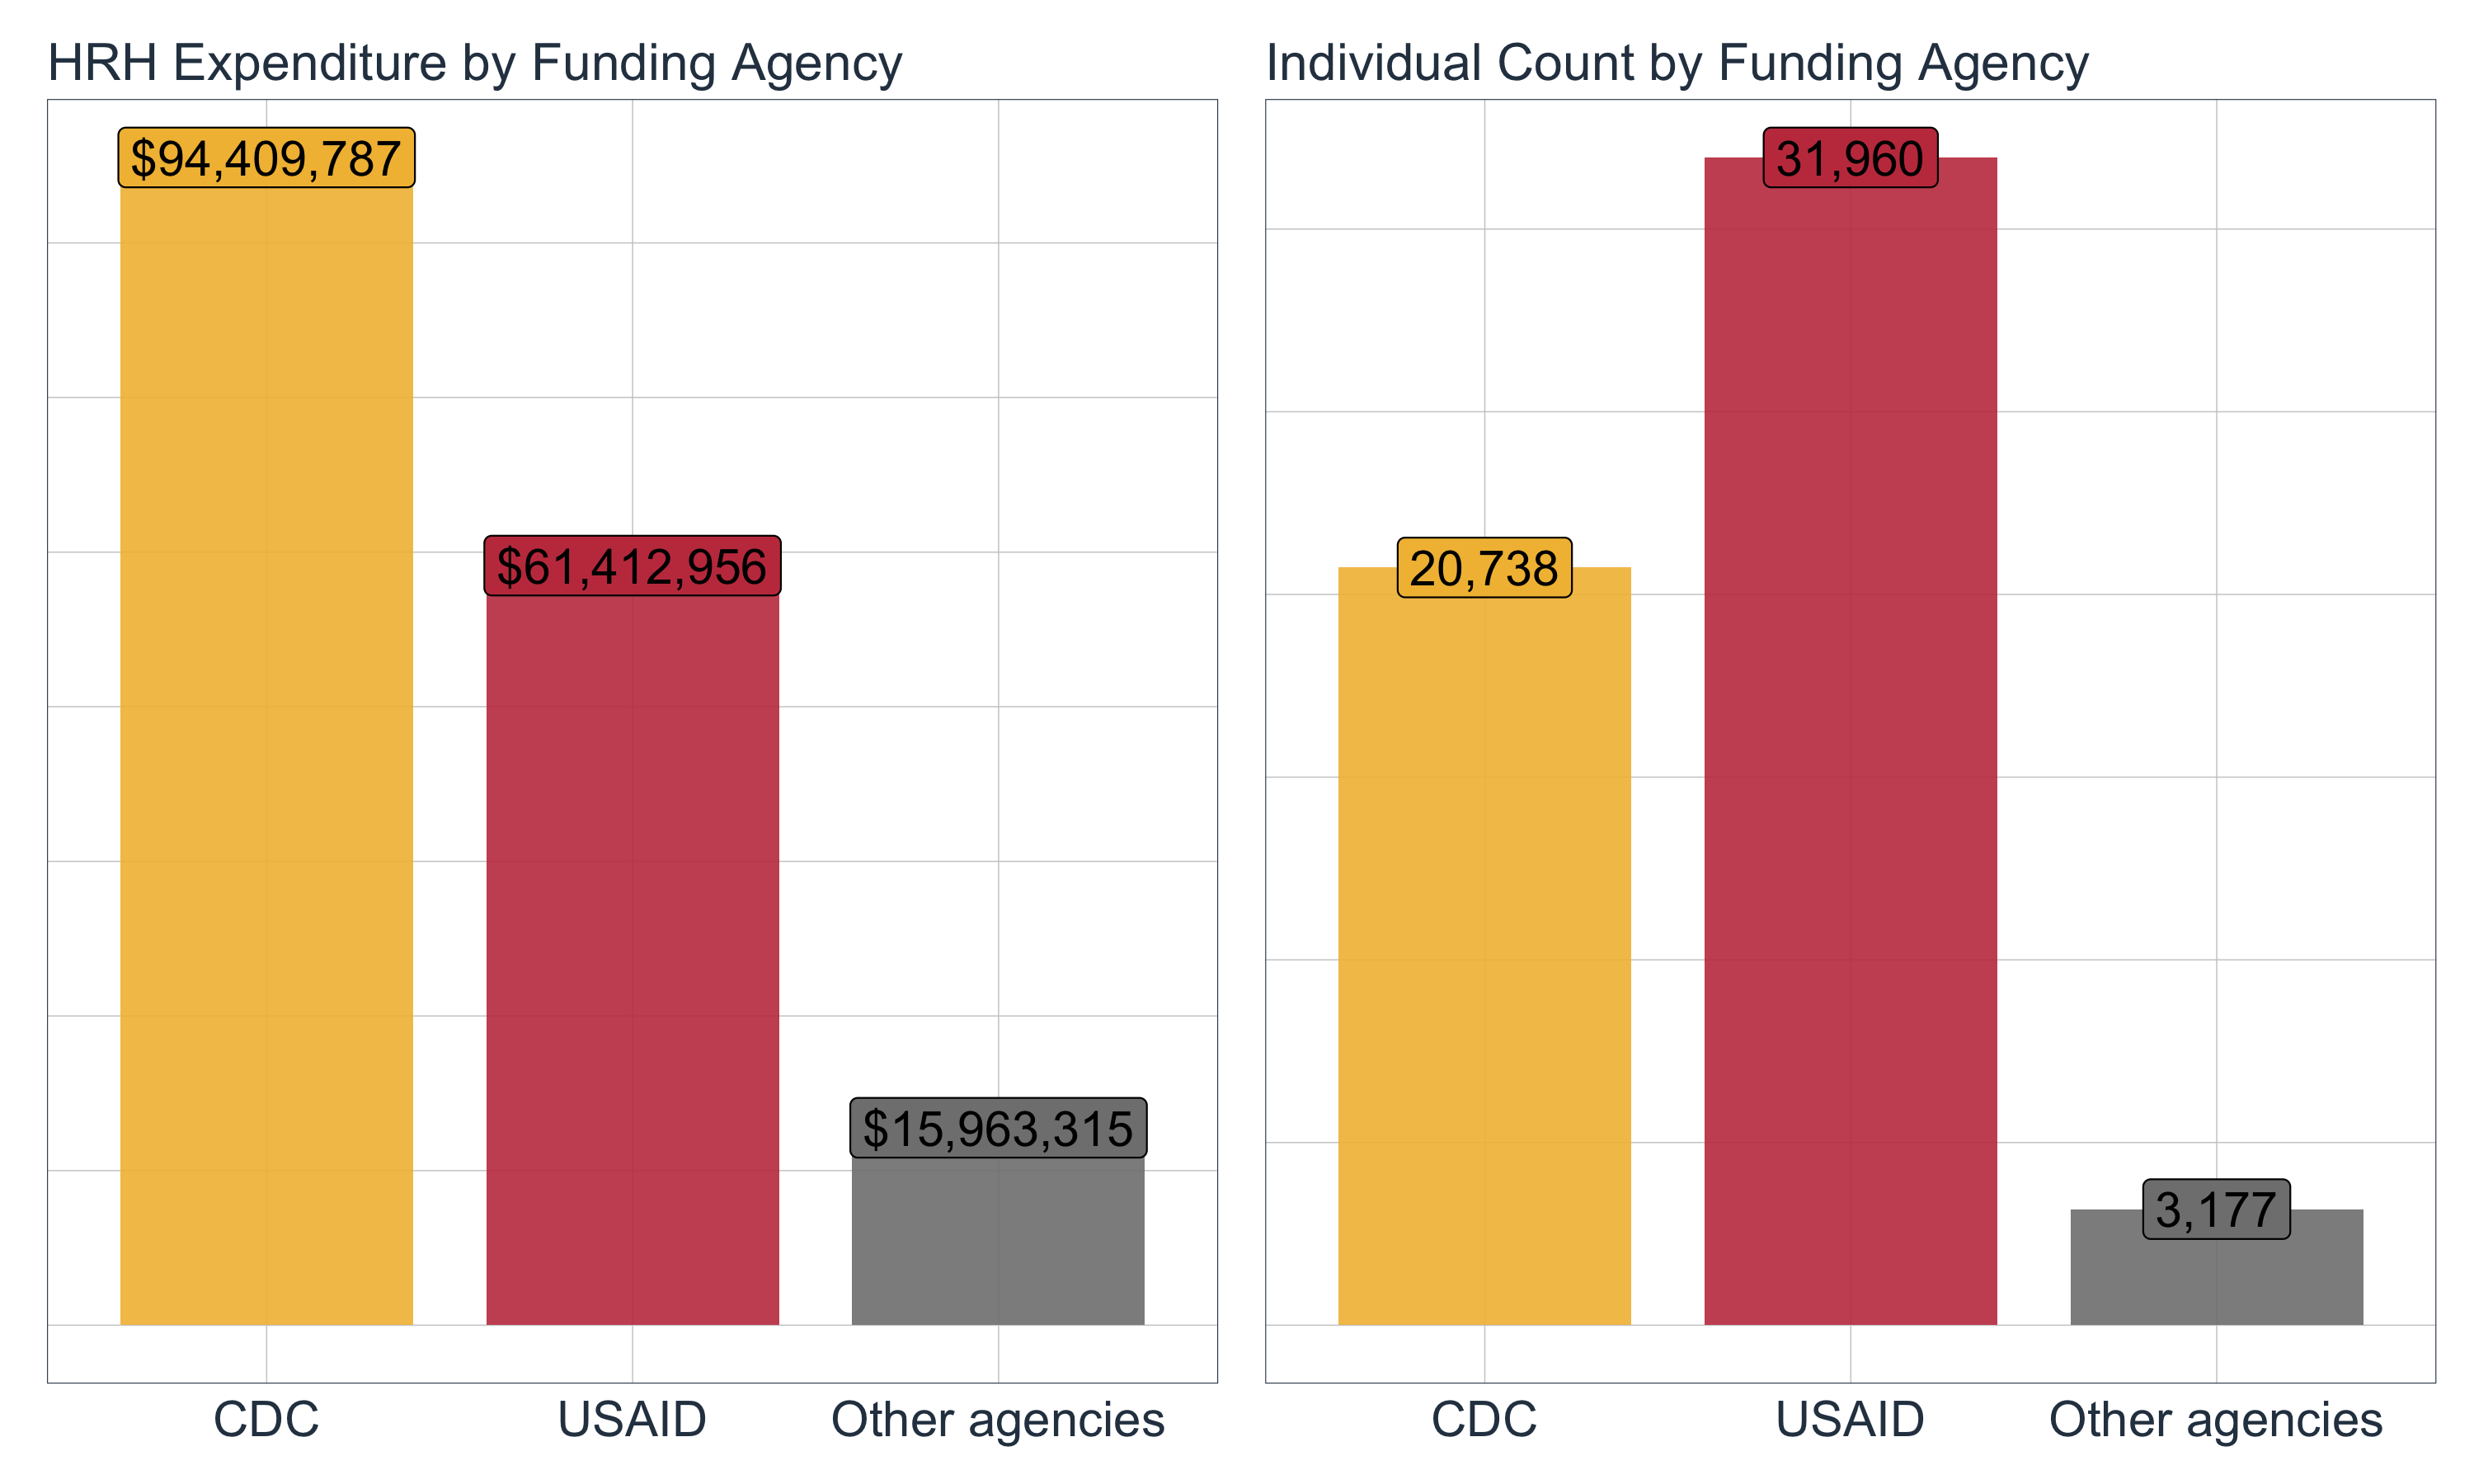 HRH Expenditure by Funding Agency
$94,409,787
$61,412,956
$15,963,315
CDC
USAID
Other agencies
Individual Count by Funding Agency
20,738
31,960
3,177
CDC
USAID
Other agencies